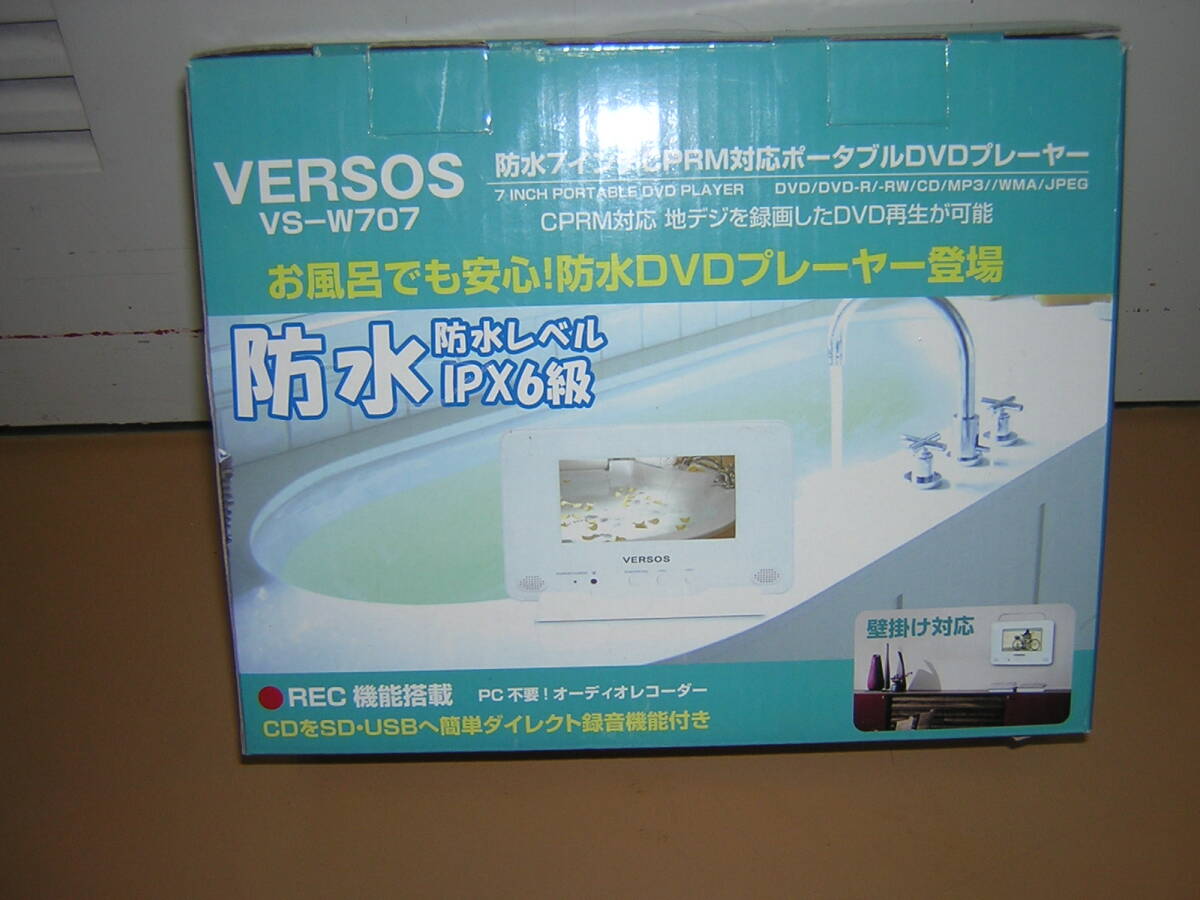 VERSOS
VS-W707
防水7インチCPRM対応ポータブルDVDプレーヤー
7 INCH PORTABLE DVD PLAYER DVD/DVD-R/-RW/CD/MP3//WMA/JPEG
CPRM対応 地デジを録画したDVD再生が可能
お風呂でも安心!防水DVDプレーヤー登場
防水
防水レベル
IPX6級
VERSOS
壁掛け対応
●REC 機能搭載 PC不要!オーディオレコーダー
CDをSD・USBへ簡単ダイレクト録音機能付き